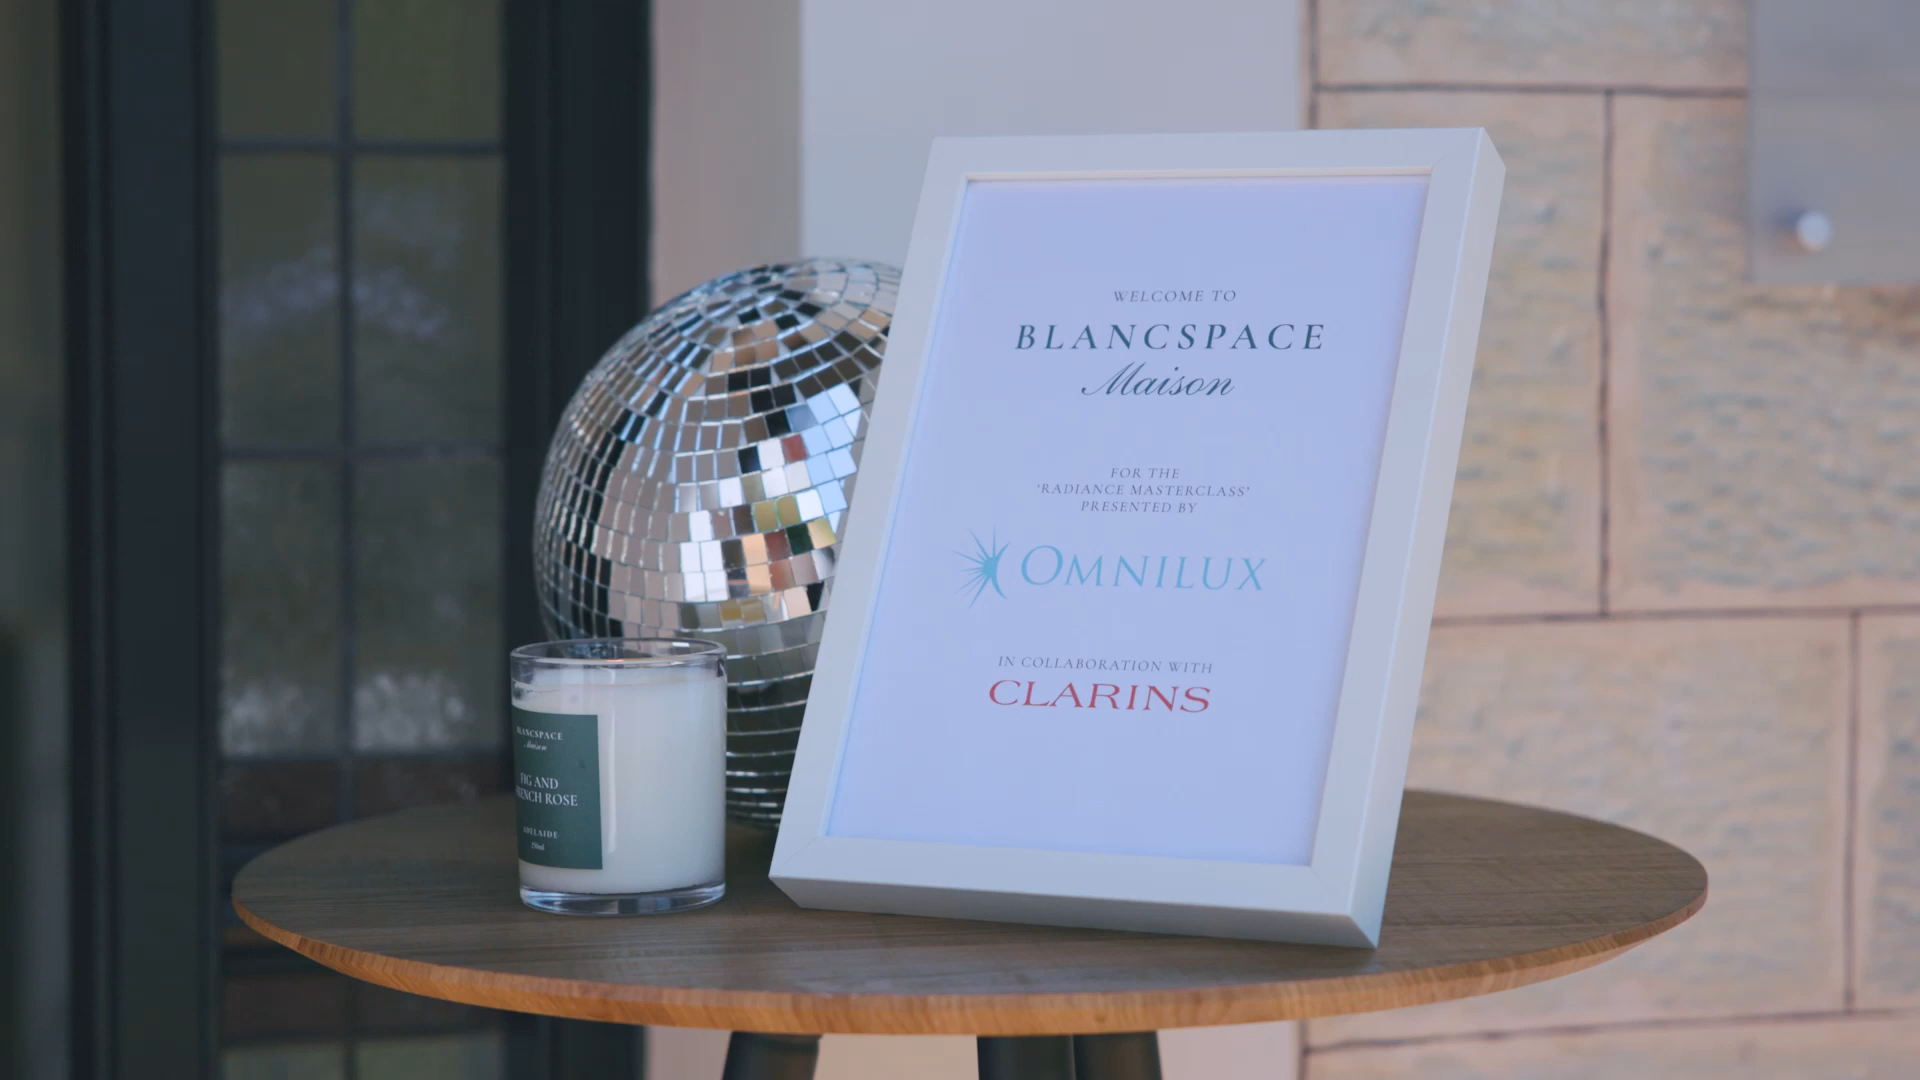 WELCOME TO
BLANCSPACE
Maison
FOR THE
'RADIANCE MASTERCLASS'
PRESENTED BY
OMNILUX
IN COLLABORATION WITH
CLARINS
BLANCSPACE
Maison
FIG AND
ROSE
ADELAIDE
250ml